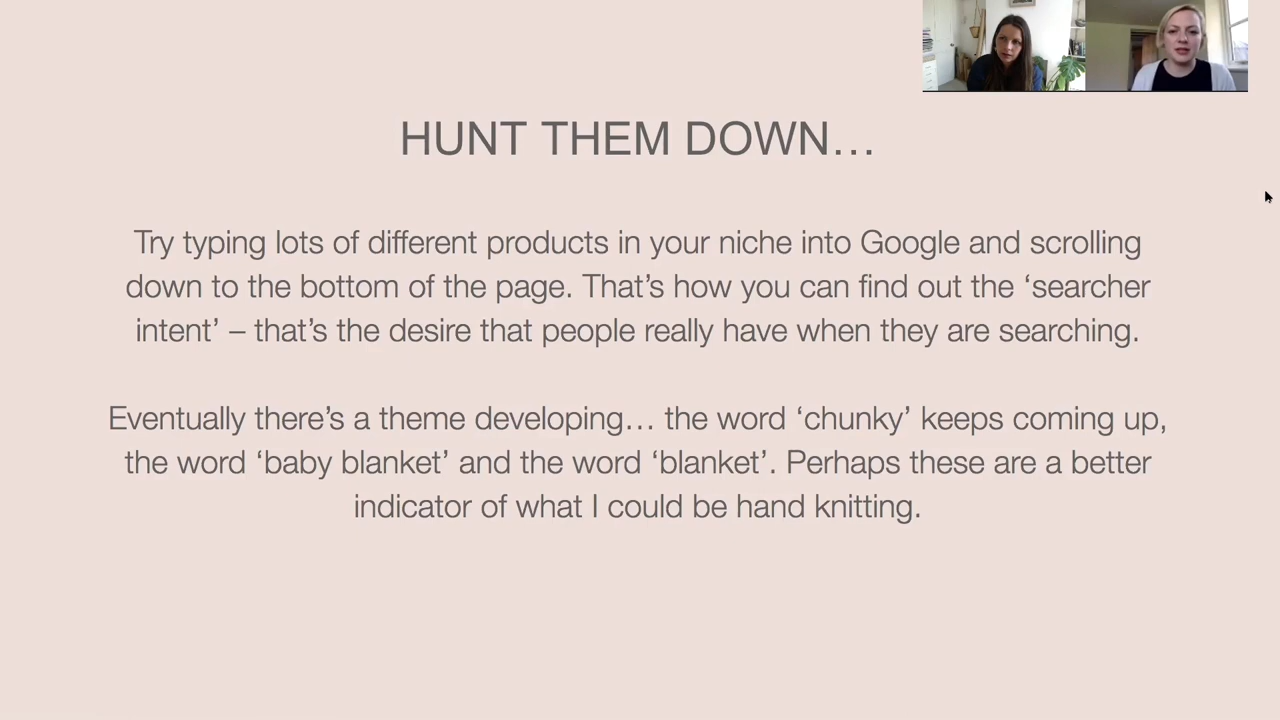 HUNT THEM DOWN…
Try typing lots of different products in your niche into Google and scrolling
down to the bottom of the page. That’s how you can find out the ‘searcher
intent’ – that’s the desire that people really have when they are searching.
Eventually there’s a theme developing… the word ‘chunky’ keeps coming up,
the word ‘baby blanket’ and the word ‘blanket’. Perhaps these are a better
indicator of what I could be hand knitting.